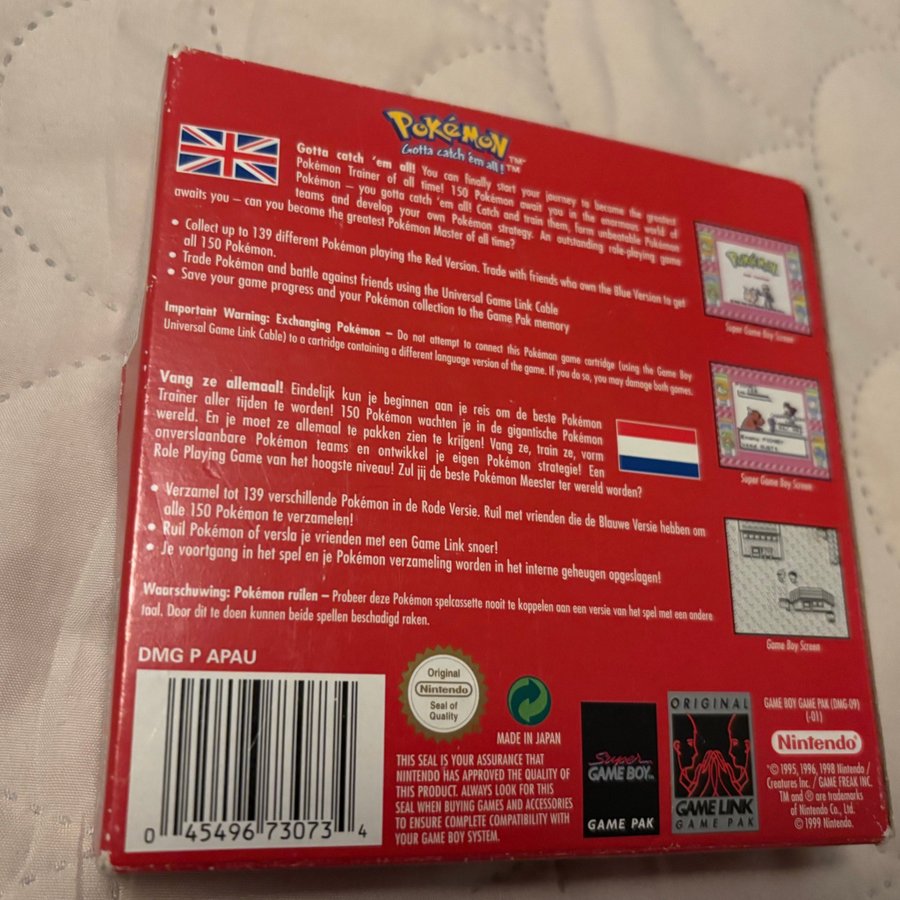 POKéMON™
Gotta catch 'em all!™
Gotta catch 'em all! You can finally start your journey to become the greatest
Pokémon Trainer of all time! 150 Pokémon await you in the enormous world of
Pokémon – you gotta catch 'em all! Catch and train them, form unbeatable Pokémon
teams and develop your own Pokémon strategy. An outstanding role-playing game
awaits you – can you become the greatest Pokémon Master of all time?
• Collect up to 139 different Pokémon playing the Red Version. Trade with friends who own the Blue Version to get
all 150 Pokémon.
• Trade Pokémon and battle against friends using the Universal Game Link Cable
• Save your game progress and your Pokémon collection to the Game Pak memory
Important Warning: Exchanging Pokémon – Do not attempt to connect this Pokémon game cartridge (using the Game Boy
Universal Game Link Cable) to a cartridge containing a different language version of the game. If you do so, you may damage both games.
Vang ze allemaal! Eindelijk kun je beginnen aan je reis om de beste Pokémon
Trainer aller tijden te worden! 150 Pokémon wachten je in de gigantische Pokémon
wereld. En je moet ze allemaal te pakken zien te krijgen! Vang ze, train ze, vorm
onverslaanbare Pokémon teams en ontwikkel je eigen Pokémon strategie! Een
Role Playing Game van het hoogste niveau! Zul jij de beste Pokémon Meester ter wereld worden?
• Verzamel tot 139 verschillende Pokémon in de Rode Versie. Ruil met vrienden die de Blauwe Versie hebben om
alle 150 Pokémon te verzamelen!
• Ruil Pokémon of versla je vrienden met een Game Link snoer!
• Je voortgang in het spel en je Pokémon verzameling worden in het interne geheugen opgeslagen!
Waarschuwing: Pokémon ruilen – Probeer deze Pokémon spelcassette nooit te koppelen aan een versie van het spel met een andere
taal. Door dit te doen kunnen beide spellen beschadigd raken.
POKéMON
Super Game Boy Screen
Enemy PIDGEY
used GUST!
Super Game Boy Screen
Game Boy Screen
DMG P APAU
0 45496 73073 4
Original
Nintendo
Seal of
Quality
MADE IN JAPAN
THIS SEAL IS YOUR ASSURANCE THAT
NINTENDO HAS APPROVED THE QUALITY OF
THIS PRODUCT. ALWAYS LOOK FOR THIS
SEAL WHEN BUYING GAMES AND ACCESSORIES
TO ENSURE COMPLETE COMPATIBILITY WITH
YOUR GAME BOY SYSTEM.
Super
GAME BOY™
GAME PAK
ORIGINAL
GAME LINK
GAME PAK
GAME BOY GAME PAK (DMG-09)
(-01)
Nintendo®
©1995, 1996, 1998 Nintendo /
Creatures Inc. / GAME FREAK INC.
TM and ® are trademarks
of Nintendo Co., Ltd.
© 1999 Nintendo.